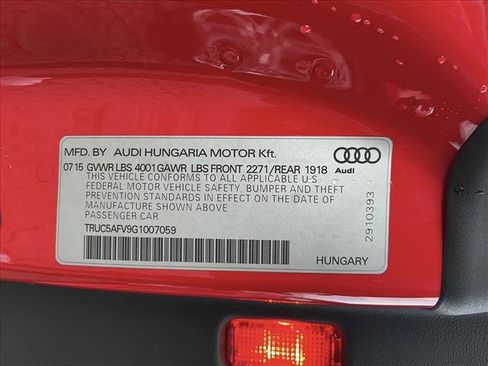 MFD. BY AUDI HUNGARIA MOTOR Kft.
0715 GVWR LBS 4001 GAWR LBS FRONT 2271/REAR 1918
THIS VEHICLE CONFORMS TO ALL APPLICABLE U.S
FEDERAL MOTOR VEHICLE SAFETY, BUMPER AND THEFT
PREVENTION STANDARDS IN EFFECT ON THE DATE OF
MANUFACTURE SHOWN ABOVE
PASSENGER CAR
TRUC5AFV9G1007059
Audi
2910393
HUNGARY